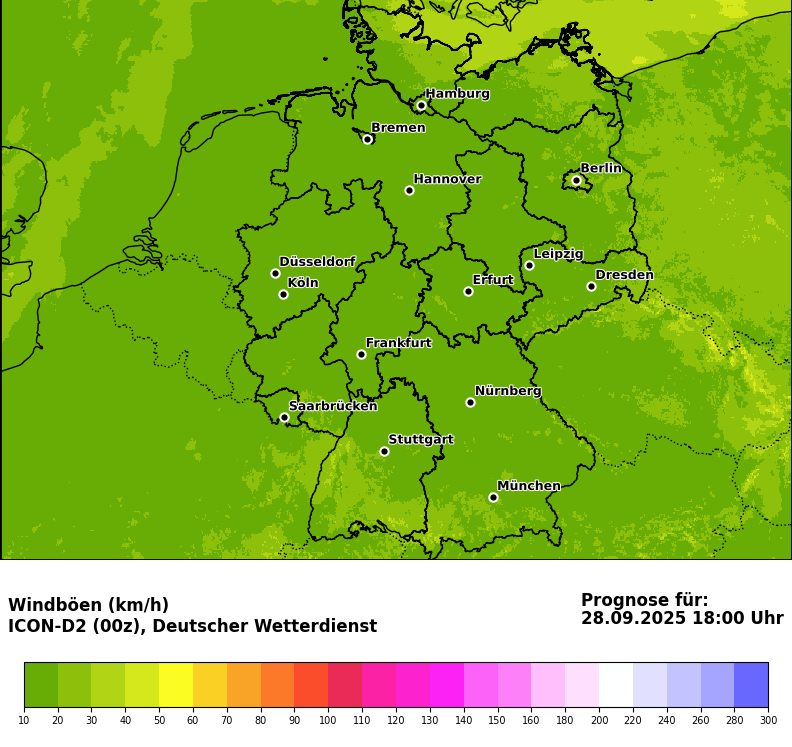 Hamburg
Bremen
Berlin
Hannover
Leipzig
Düsseldorf
Dresden
Köln
Erfurt
Frankfurt
Nürnberg
Saarbrücken
Stuttgart
München
Windböen (km/h)
ICON-D2 (00z), Deutscher Wetterdienst
Prognose für:
28.09.2025 18:00 Uhr
10 20 30 40 50 60 70 80 90 100 110 120 130 140 150 160 180 200 220 240 260 280 300